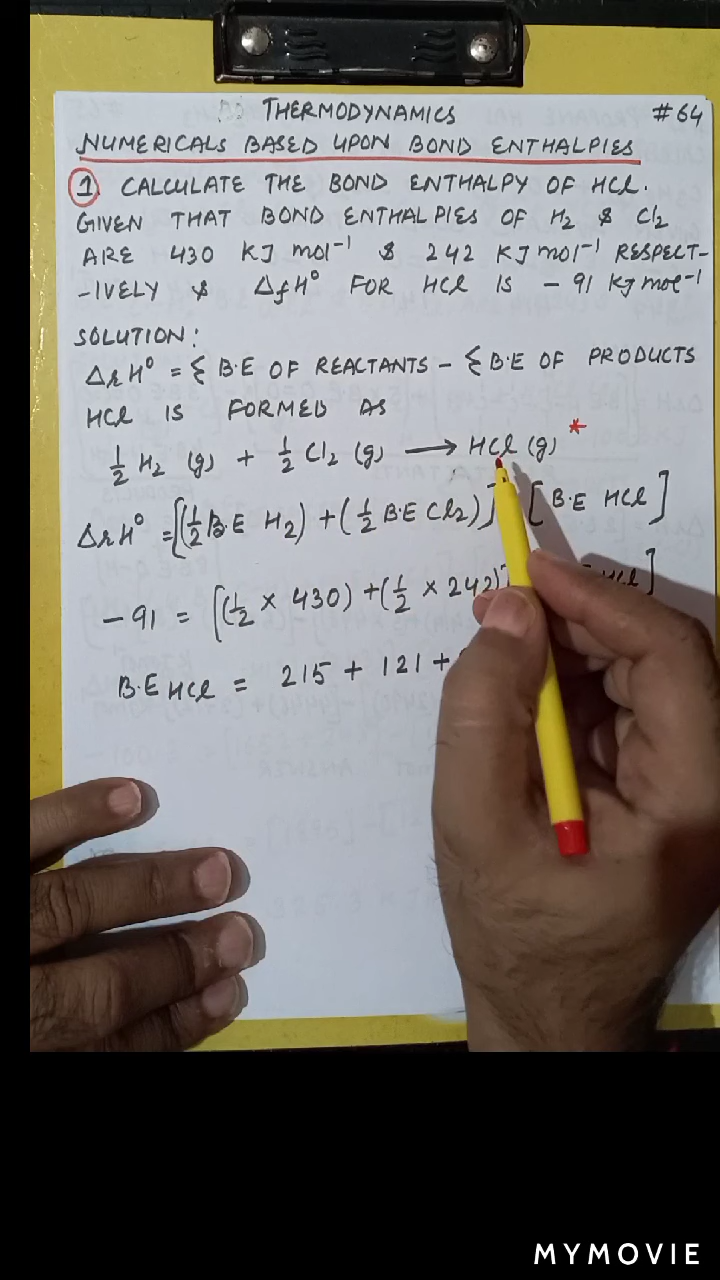 THERMODYNAMICS #64
NUMERICALS BASED UPON BOND ENTHALPIES
1. CALCULATE THE BOND ENTHALPY OF HCl.
GIVEN THAT BOND ENTHALPIES OF H2 & Cl2
ARE 430 KJ mol⁻¹ & 242 KJ mol⁻¹ RESPECT-
-IVELY & ΔfH° FOR HCl IS - 91 KJ mol⁻¹
SOLUTION:
ΔrH° = Σ B.E OF REACTANTS - Σ B.E OF PRODUCTS
HCl IS FORMED AS
½ H2 (g) + ½ Cl2 (g) → HCl (g) *
ΔrH° = [(½ B.E H2) + (½ B.E Cl2)] [B.E HCl]
-91 = [(½ × 430) + (½ × 242)] HCl]
B.E HCl = 215 + 121 +
MYMOVIE